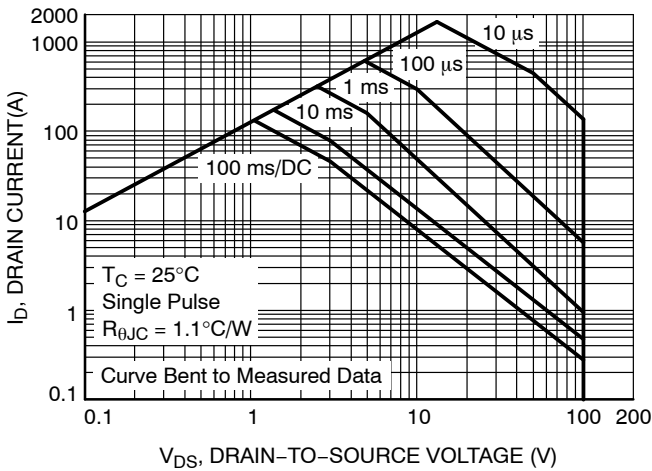 2000
1000
100
10
1
0.1
I_D, DRAIN CURRENT(A)
10 μs
100 μs
1 ms
10 ms
100 ms/DC
T_C = 25°C
Single Pulse
R_θJC = 1.1°C/W
Curve Bent to Measured Data
0.1 1 10 100 200
V_DS, DRAIN−TO−SOURCE VOLTAGE (V)